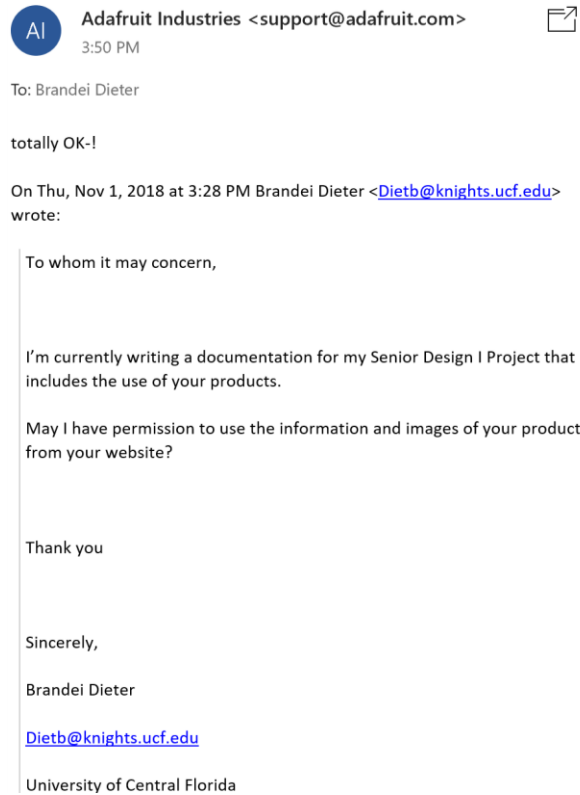 AI
Adafruit Industries <support@adafruit.com>
3:50 PM
To: Brandei Dieter
totally OK-!
On Thu, Nov 1, 2018 at 3:28 PM Brandei Dieter <Dietb@knights.ucf.edu>
wrote:
To whom it may concern,
I'm currently writing a documentation for my Senior Design I Project that
includes the use of your products.
May I have permission to use the information and images of your product
from your website?
Thank you
Sincerely,
Brandei Dieter
Dietb@knights.ucf.edu
University of Central Florida